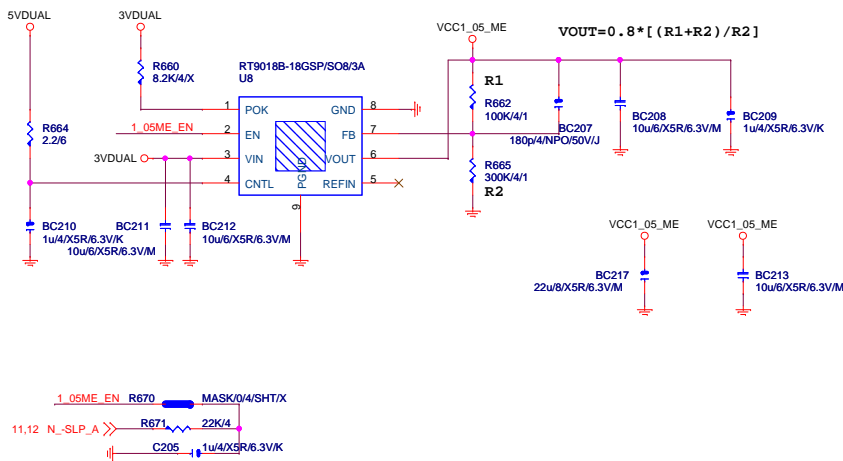 5VDUAL
3VDUAL
VCC1_05_ME
VOUT=0.8*[(R1+R2)/R2]
R660
8.2K/4/X
RT9018B-18GSP/SO8/3A
U8
R664
2.2/6
1_05ME_EN
3VDUAL
1 POK
2 EN
3 VIN
4 CNTL
GND 8
FB 7
VOUT 6
REFIN 5
PGND
9
R1
R662
100K/4/1
R665
300K/4/1
R2
BC207
180p/4/NPO/50V/J
BC208
10u/6/X5R/6.3V/M
BC209
1u/4/X5R/6.3V/K
BC210
1u/4/X5R/6.3V/K
BC211
10u/6/X5R/6.3V/M
BC212
10u/6/X5R/6.3V/M
VCC1_05_ME
VCC1_05_ME
BC217
22u/8/X5R/6.3V/M
BC213
10u/6/X5R/6.3V/M
1_05ME_EN R670 MASK/0/4/SHT/X
11,12 N_-SLP_A R671 22K/4
C205 1u/4/X5R/6.3V/K